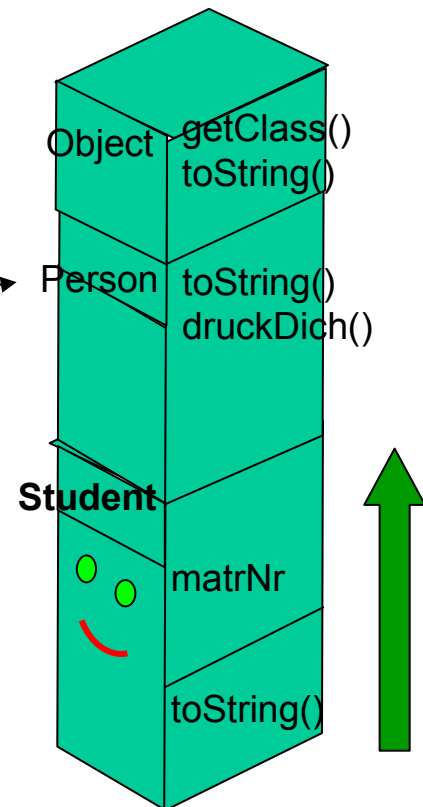 Object
getClass()
toString()
Person
toString()
druckDich()
Student
matrNr
toString()